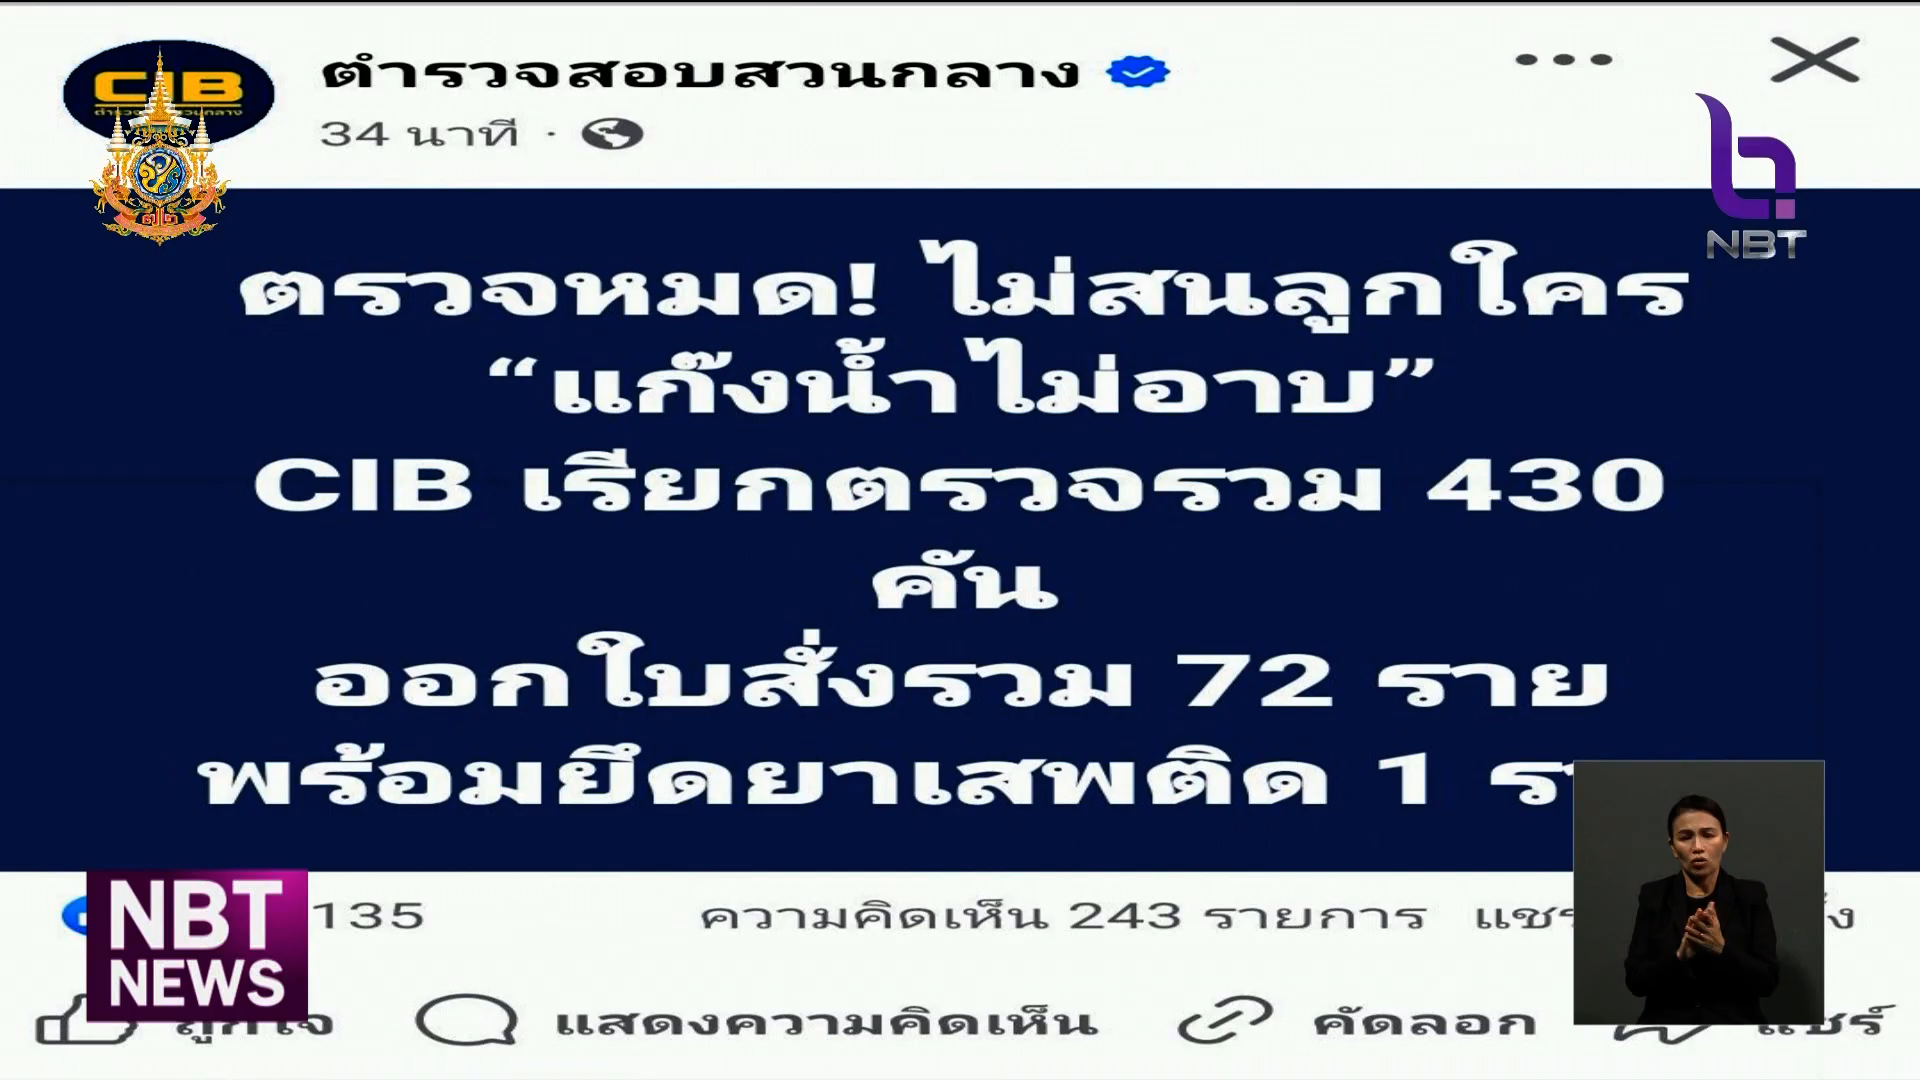 CIB
ตำรวจสอบสวนกลาง
34 นาที ·
NBT
ตรวจหมด! ไม่สนลูกใคร
“แก๊งน้ำไม่อาบ”
CIB เรียกตรวจรวม 430
คัน
ออกใบสั่งรวม 72 ราย
พร้อมยึดยาเสพติด 1
135
ความคิดเห็น 243 รายการ
NBT
NEWS
ถูกใจ
แสดงความคิดเห็น
คัดลอก
แชร์